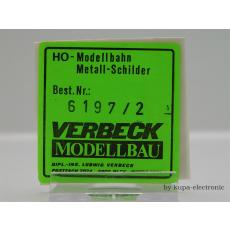 HO-Modellbahn
Metall-Schilder
Best.Nr.:
6197/2
VERBECK
MODELLBAU
DIPL.-ING. LUDWIG VERBECK
by kupa-electronic